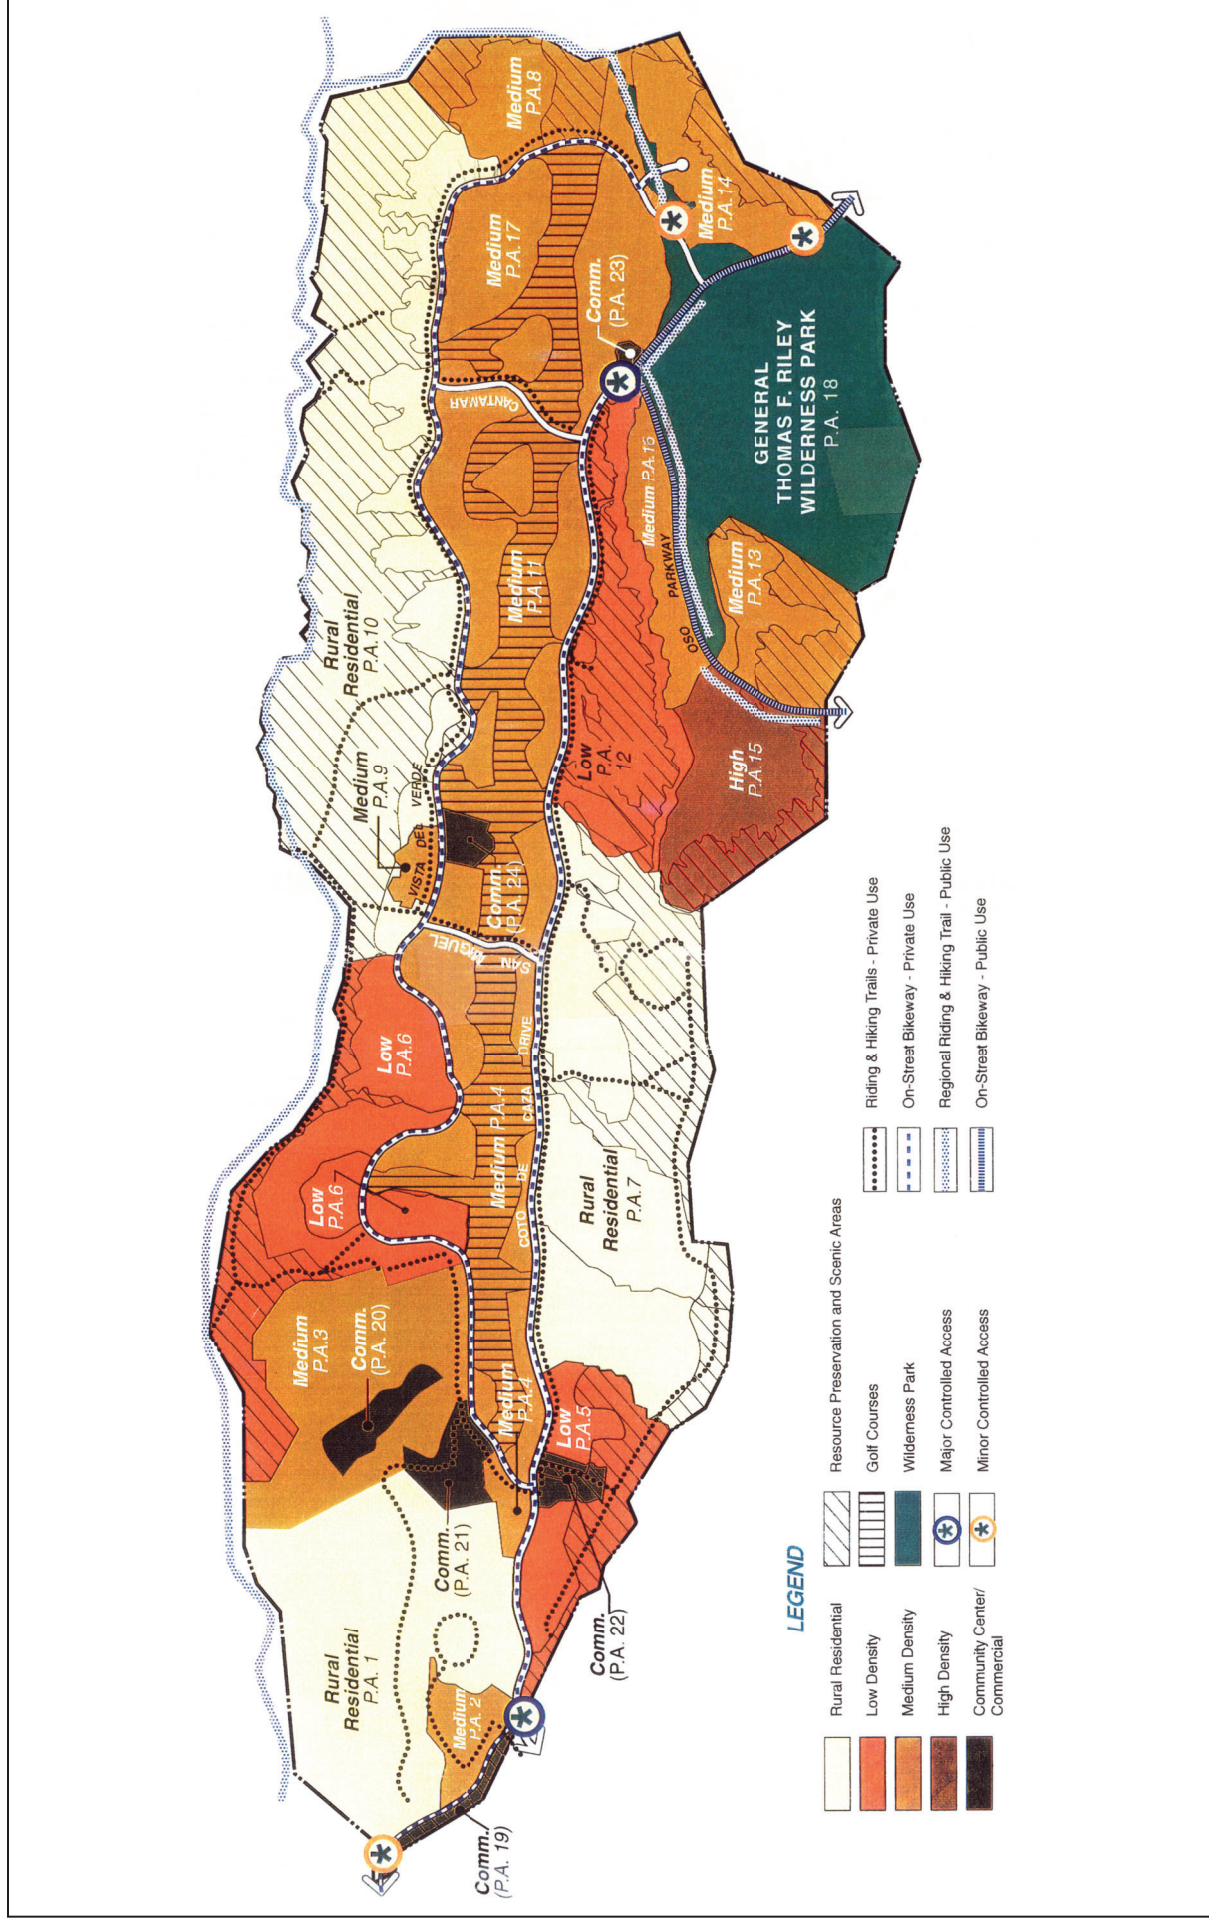 Rural
Residential
P.A. 1
Medium
P.A. 2
Comm.
(P.A. 19)
Comm.
(P.A. 21)
Comm.
(P.A. 22)
Medium
P.A.3
Comm.
(P.A. 20)
Medium
P.A.4
Low
P.A.5
Low
P.A.6
Low
P.A.6
Medium P.A.4
COTO DE CAZA DRIVE
Rural
Residential
P.A.7
SAN MIGUEL
Medium
P.A.9
VISTA DEL VERDE
Comm.
(P.A. 24)
Rural
Residential
P.A.10
Medium
P.A.11
Low
P.A.
12
High
P.A.15
OSO PARKWAY
Medium P.A.16
Medium
P.A.13
CANTAMAR
Medium
P.A.17
Comm.
(P.A. 23)
Medium
P.A.8
Medium
P.A.14
GENERAL
THOMAS F. RILEY
WILDERNESS PARK
P.A. 18
LEGEND
Rural Residential
Low Density
Medium Density
High Density
Community Center/
Commercial
Resource Preservation and Scenic Areas
Golf Courses
Wilderness Park
Major Controlled Access
Minor Controlled Access
Riding & Hiking Trails - Private Use
On-Street Bikeway - Private Use
Regional Riding & Hiking Trail - Public Use
On-Street Bikeway - Public Use